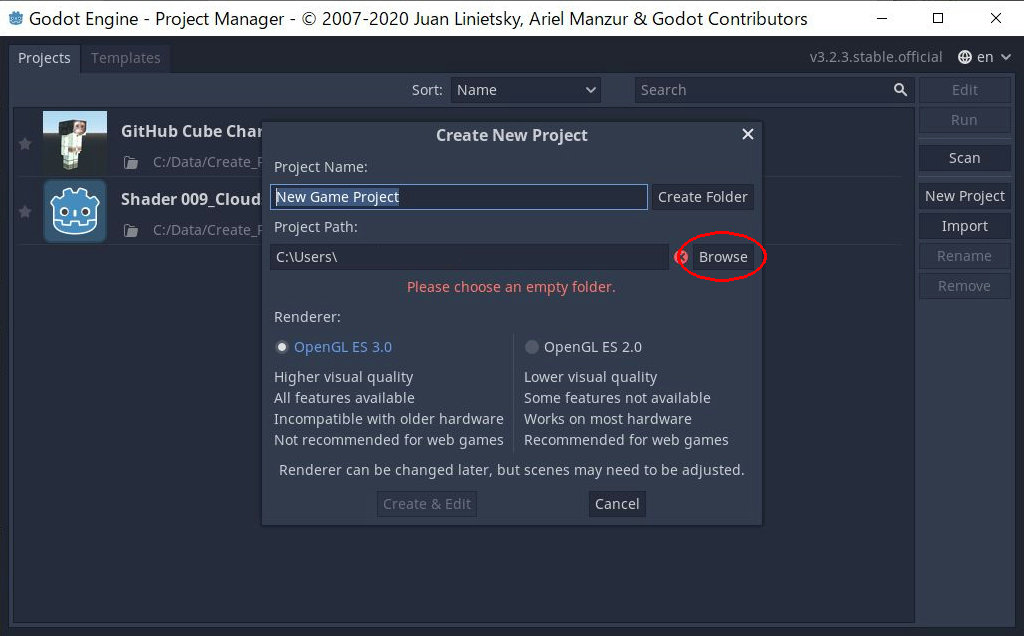 Godot Engine - Project Manager - © 2007-2020 Juan Linietsky, Ariel Manzur & Godot Contributors
Projects Templates v3.2.3.stable.official en
Sort: Name Search Edit
Run
GitHub Cube Char
C:/Data/Create_P
Scan
Shader 009_Cloud
C:/Data/Create_P
New Project
Import
Rename
Remove
Create New Project
Project Name:
New Game Project Create Folder
Project Path:
C:\Users\ Browse
Please choose an empty folder.
Renderer:
OpenGL ES 3.0
Higher visual quality
All features available
Incompatible with older hardware
Not recommended for web games
OpenGL ES 2.0
Lower visual quality
Some features not available
Works on most hardware
Recommended for web games
Renderer can be changed later, but scenes may need to be adjusted.
Create & Edit Cancel